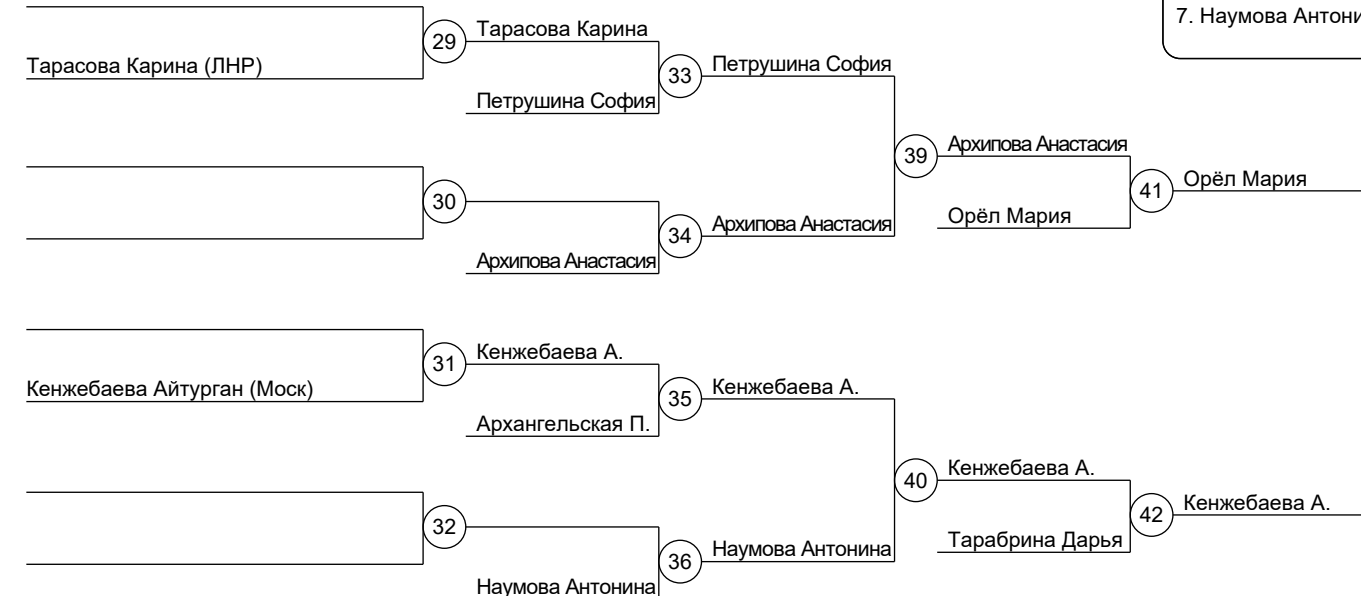 7. Наумова Антони
29
Тарасова Карина
Тарасова Карина (ЛНР)
33
Петрушина София
Петрушина София
39
Архипова Анастасия
41
Орёл Мария
30
34
Архипова Анастасия
Орёл Мария
Архипова Анастасия
31
Кенжебаева А.
Кенжебаева Айтурган (Моск)
35
Кенжебаева А.
Архангельская П.
40
Кенжебаева А.
42
Кенжебаева А.
32
36
Наумова Антонина
Тарабрина Дарья
Наумова Антонина